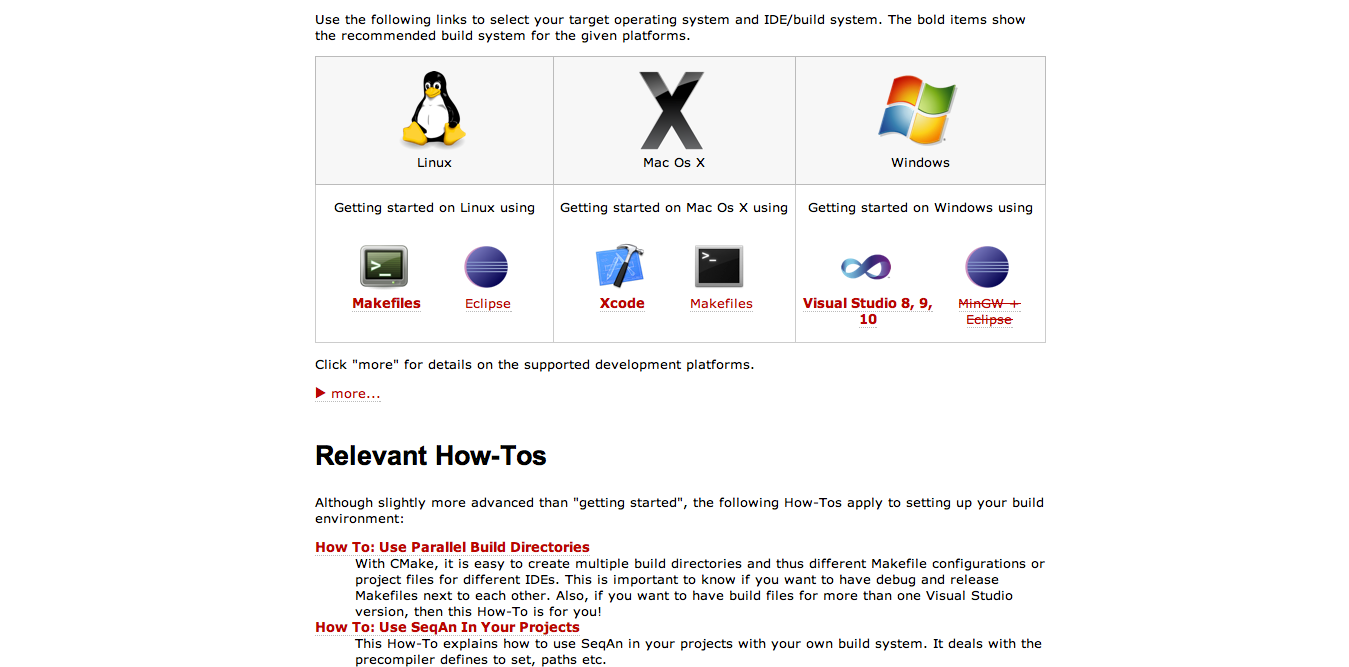 Use the following links to select your target operating system and IDE/build system. The bold items show
the recommended build system for the given platforms.
Linux
Mac Os X
Windows
Getting started on Linux using
Getting started on Mac Os X using
Getting started on Windows using
>_
>_
Makefiles
Eclipse
Xcode
Makefiles
Visual Studio 8, 9,
10
MinGW +
Eclipse
Click "more" for details on the supported development platforms.
more...
Relevant How-Tos
Although slightly more advanced than "getting started", the following How-Tos apply to setting up your build
environment:
How To: Use Parallel Build Directories
With CMake, it is easy to create multiple build directories and thus different Makefile configurations or
project files for different IDEs. This is important to know if you want to have debug and release
Makefiles next to each other. Also, if you want to have build files for more than one Visual Studio
version, then this How-To is for you!
How To: Use SeqAn In Your Projects
This How-To explains how to use SeqAn in your projects with your own build system. It deals with the
precompiler defines to set, paths etc.